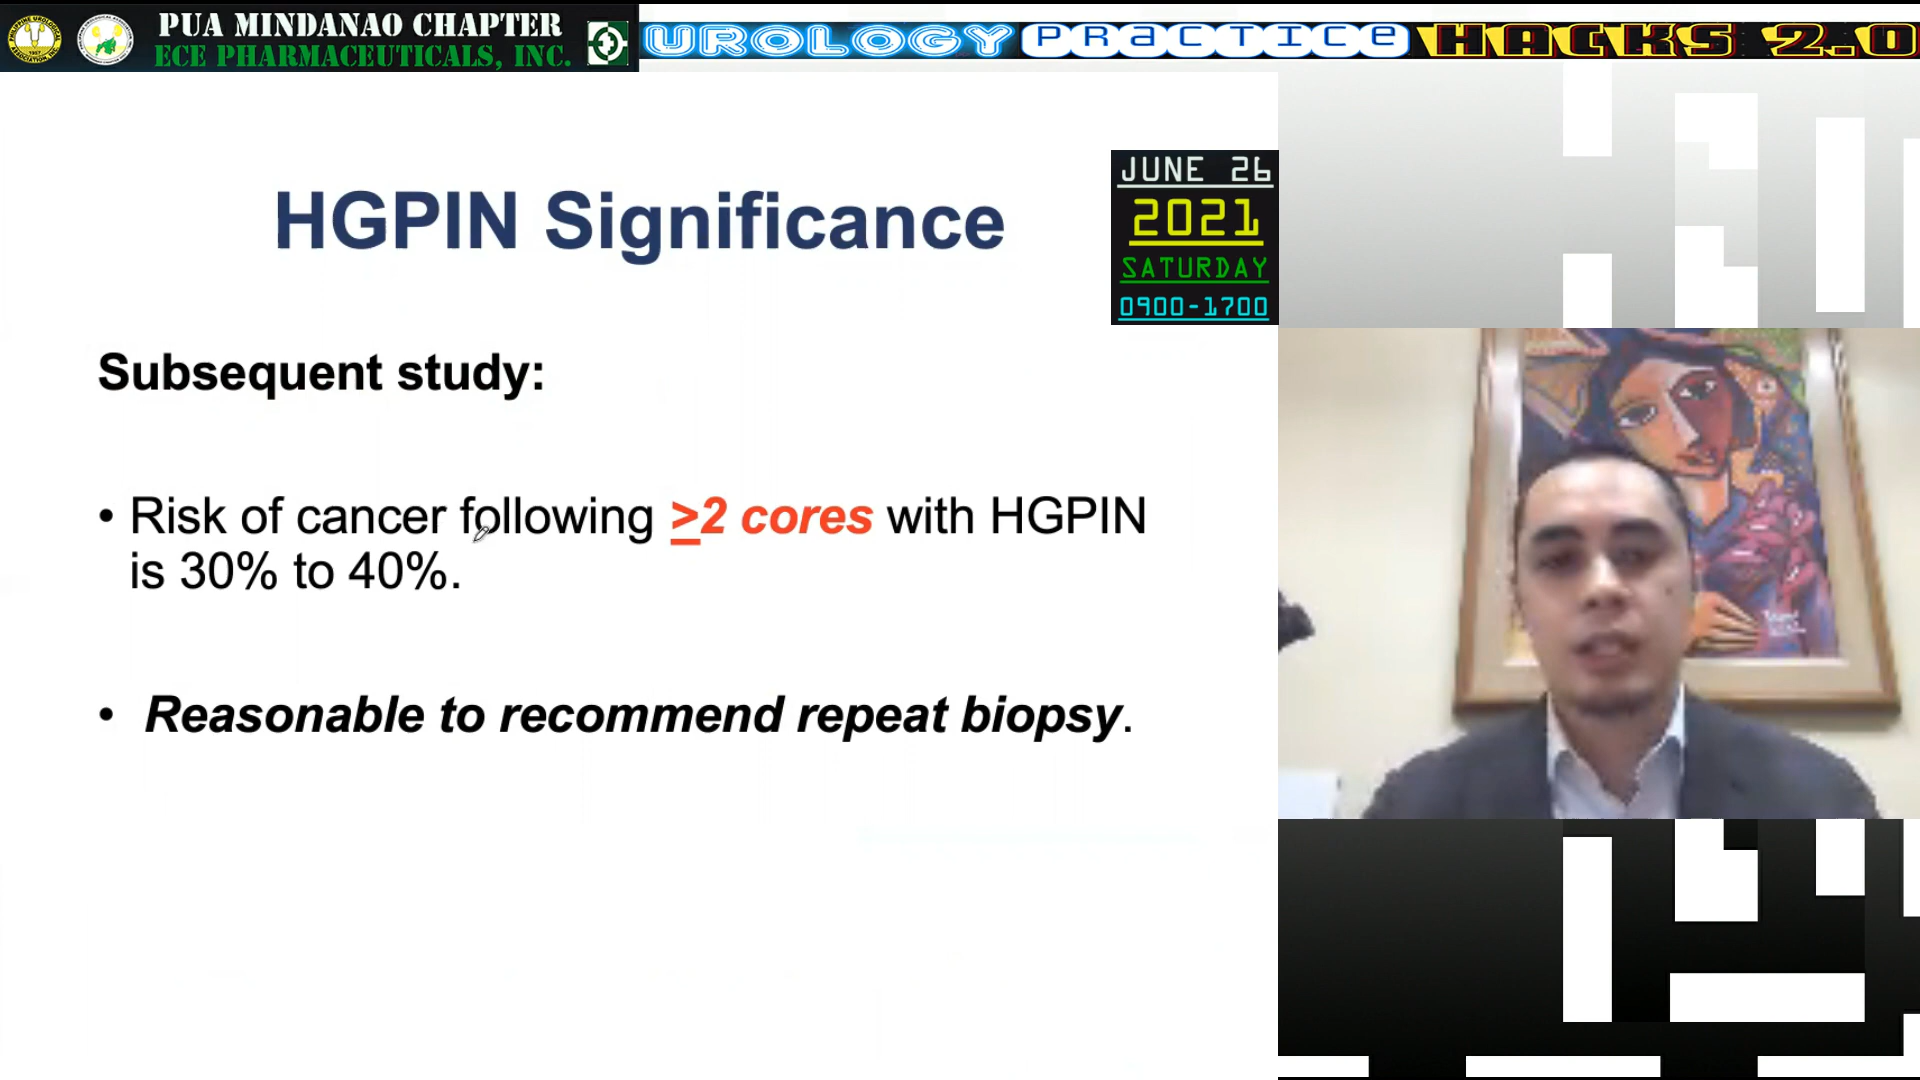 PUA MINDANAO CHAPTER
ECE PHARMACEUTICALS, INC.
UROLOGY PRACTICE HACKS 2.0
JUNE 26
2021
SATURDAY
0900-1700
HGPIN Significance
Subsequent study:
• Risk of cancer following ≥2 cores with HGPIN
is 30% to 40%.
• Reasonable to recommend repeat biopsy.